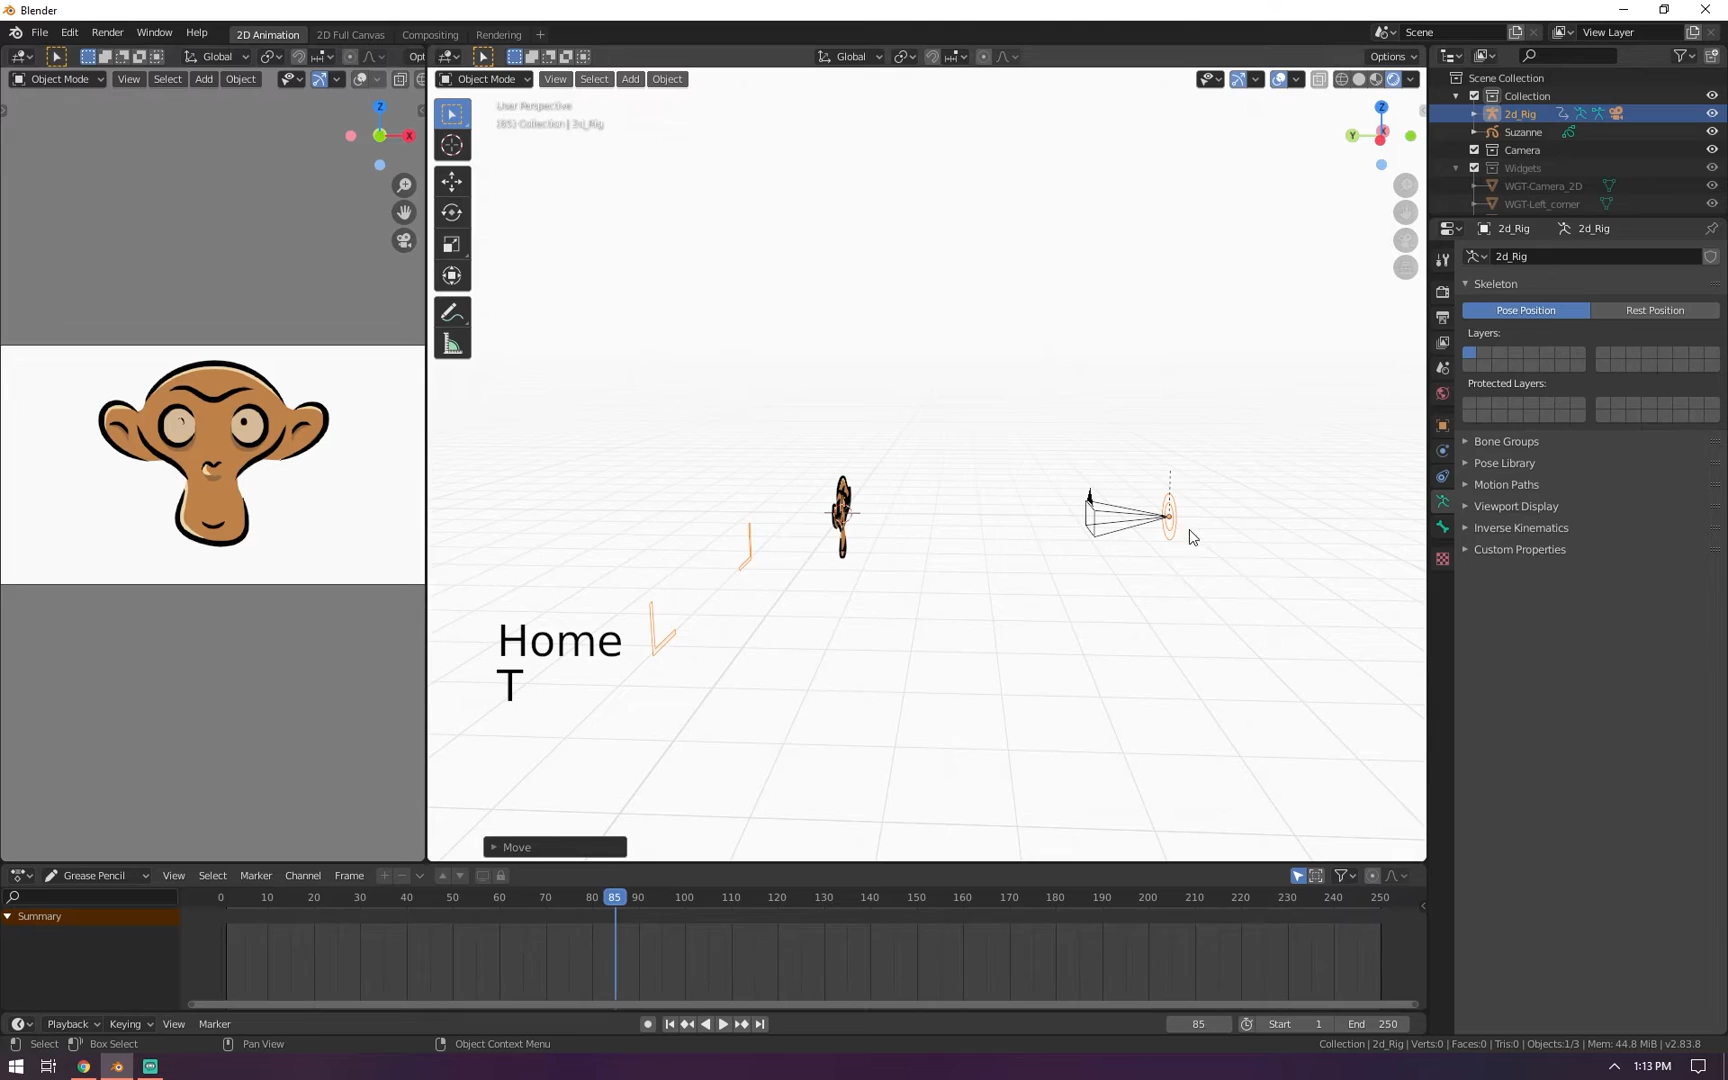 Blender
File Edit Render Window Help 2D Animation 2D Full Canvas Compositing Rendering + Scene View Layer
Global Opt Global Options
Object Mode View Select Add Object Object Mode View Select Add Object
User Perspective
(85) Collection | 2d_Rig
Z
X
Z
Y
X
Scene Collection
Collection
2d_Rig
Suzanne
Camera
Widgets
WGT-Camera_2D
WGT-Left_corner
2d_Rig 2d_Rig
2d_Rig
Skeleton
Pose Position Rest Position
Layers:
Protected Layers:
Bone Groups
Pose Library
Motion Paths
Viewport Display
Inverse Kinematics
Custom Properties
Home
T
Move
Grease Pencil View Select Marker Channel Frame
0 10 20 30 40 50 60 70 80 85 90 100 110 120 130 140 150 160 170 180 190 200 210 220 230 240 250
Summary
Playback Keying View Marker 85 Start 1 End 250
Select Box Select Pan View Object Context Menu Collection | 2d_Rig | Verts:0 | Faces:0 | Tris:0 | Objects:1/3 | Mem: 44.8 MiB | v2.83.8
1:13 PM